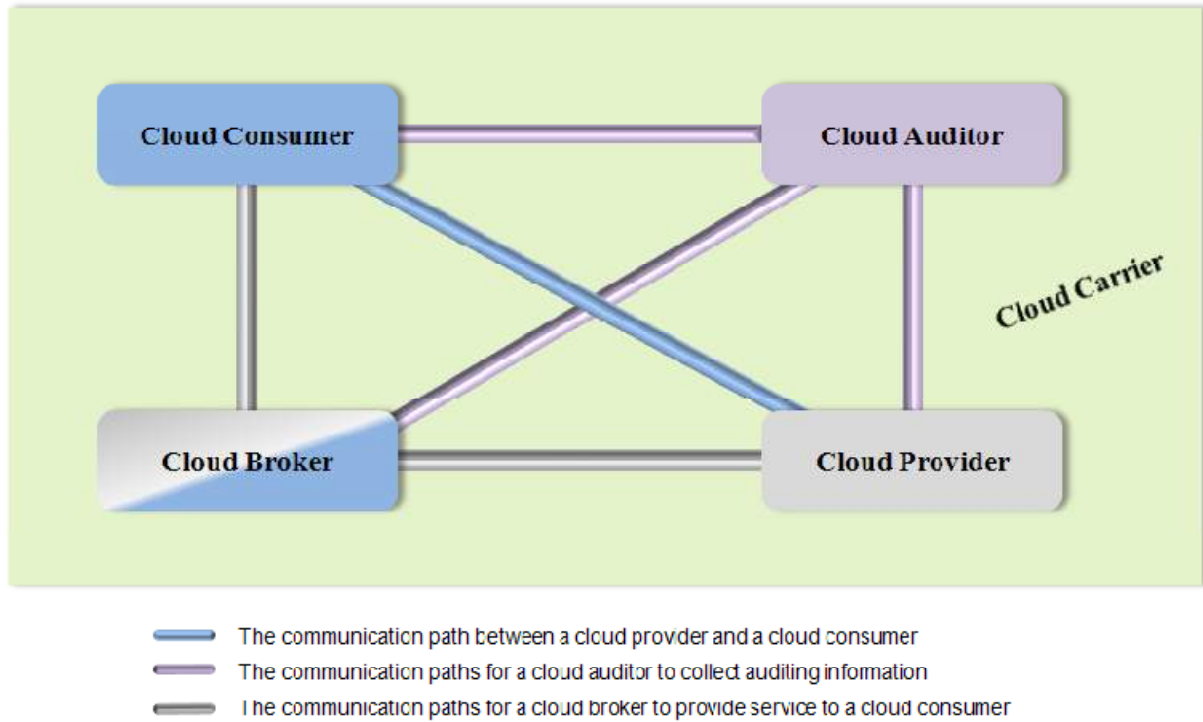 Cloud Consumer
Cloud Auditor
Cloud Carrier
Cloud Broker
Cloud Provider
The communication path between a cloud provider and a cloud consumer
The communication paths for a cloud auditor to collect auditing information
The communication paths for a cloud broker to provide service to a cloud consumer